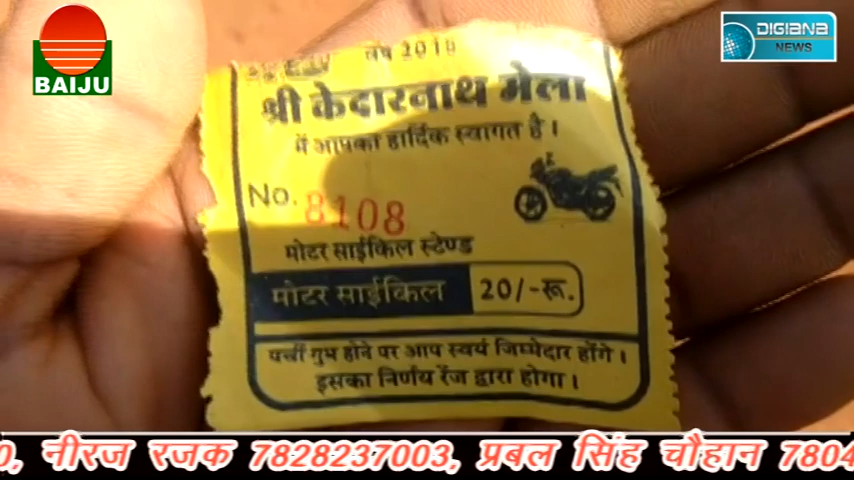 BAIJU
DIGIANA
NEWS
वर्ष 2019
श्री केदारनाथ मेला
में आपका हार्दिक स्वागत है ।
No. 8108
मोटर साईकिल स्टेण्ड
मोटर साईकिल 20/-रू.
पर्ची गुम होने पर आप स्वयं जिम्मेदार होंगे ।
इसका निर्णय रेंज द्वारा होगा ।
0, नीरज रजक 7828237003, प्रबल सिंह चौहान 7804